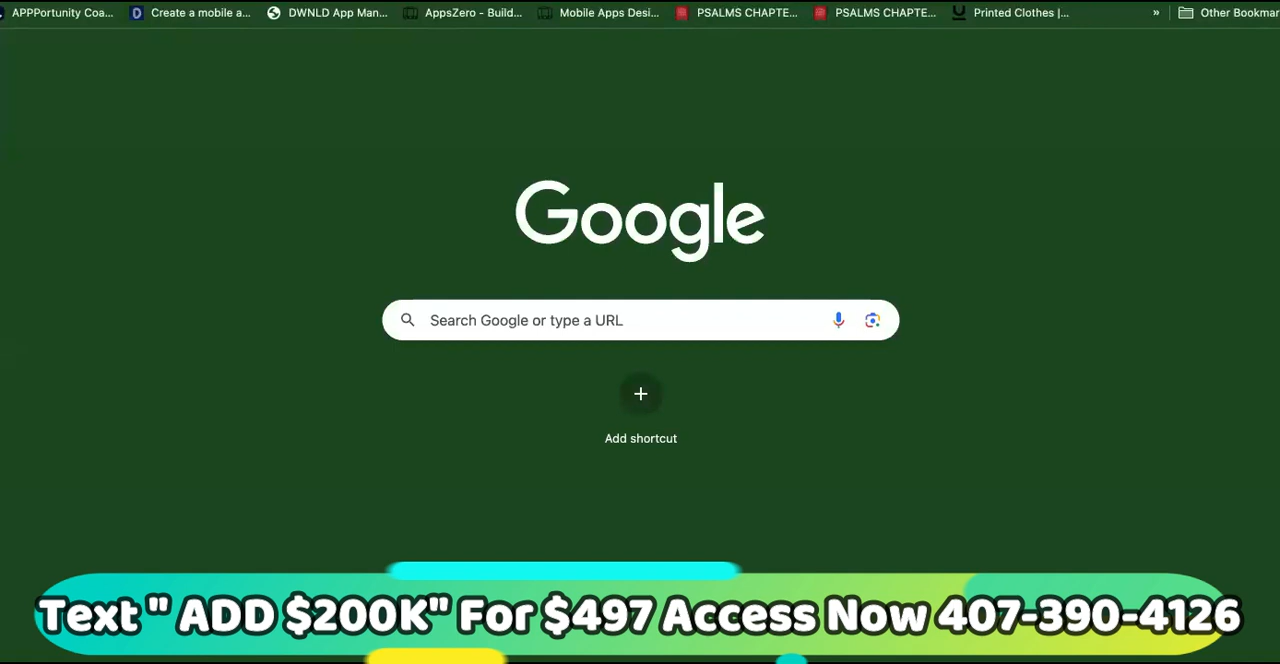 APPPortunity Coa... Create a mobile a... DWNLD App Man... AppsZero - Build... Mobile Apps Desi... PSALMS CHAPTE... PSALMS CHAPTE... Printed Clothes |... » Other Bookmar
Google
Search Google or type a URL
Add shortcut
Text " ADD $200K" For $497 Access Now 407-390-4126